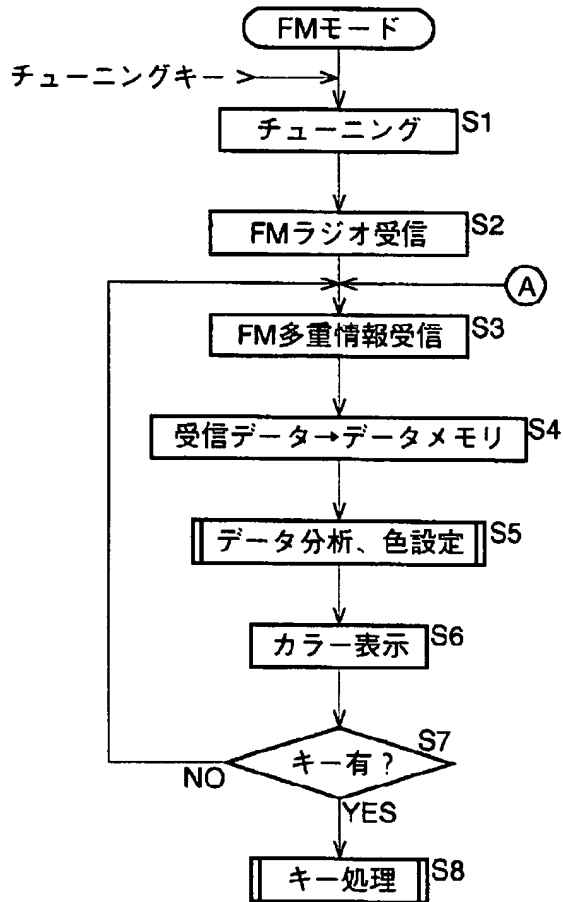 FMモード
チューニングキー
チューニング S1
FMラジオ受信 S2
A
FM多重情報受信 S3
受信データ→データメモリ S4
データ分析、色設定 S5
カラー表示 S6
キー有? S7
NO
YES
キー処理 S8